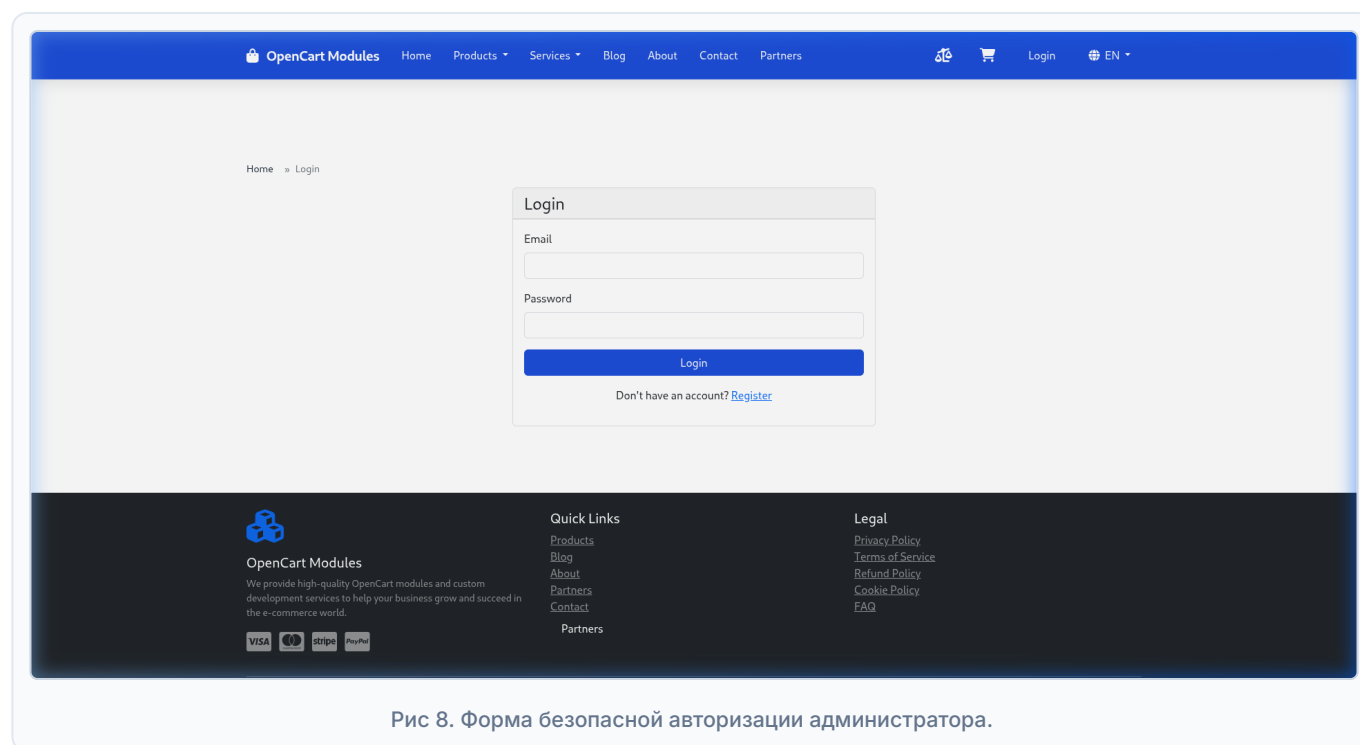 OpenCart Modules Home Products Services Blog About Contact Partners Login EN
Home » Login
Login
Email
Password
Login
Don't have an account? Register
OpenCart Modules
We provide high-quality OpenCart modules and custom
development services to help your business grow and succeed in
the e-commerce world.
VISA mastercard stripe PayPal
Quick Links
Products
Blog
About
Partners
Contact
Partners
Legal
Privacy Policy
Terms of Service
Refund Policy
Cookie Policy
FAQ
Рис 8. Форма безопасной авторизации администратора.